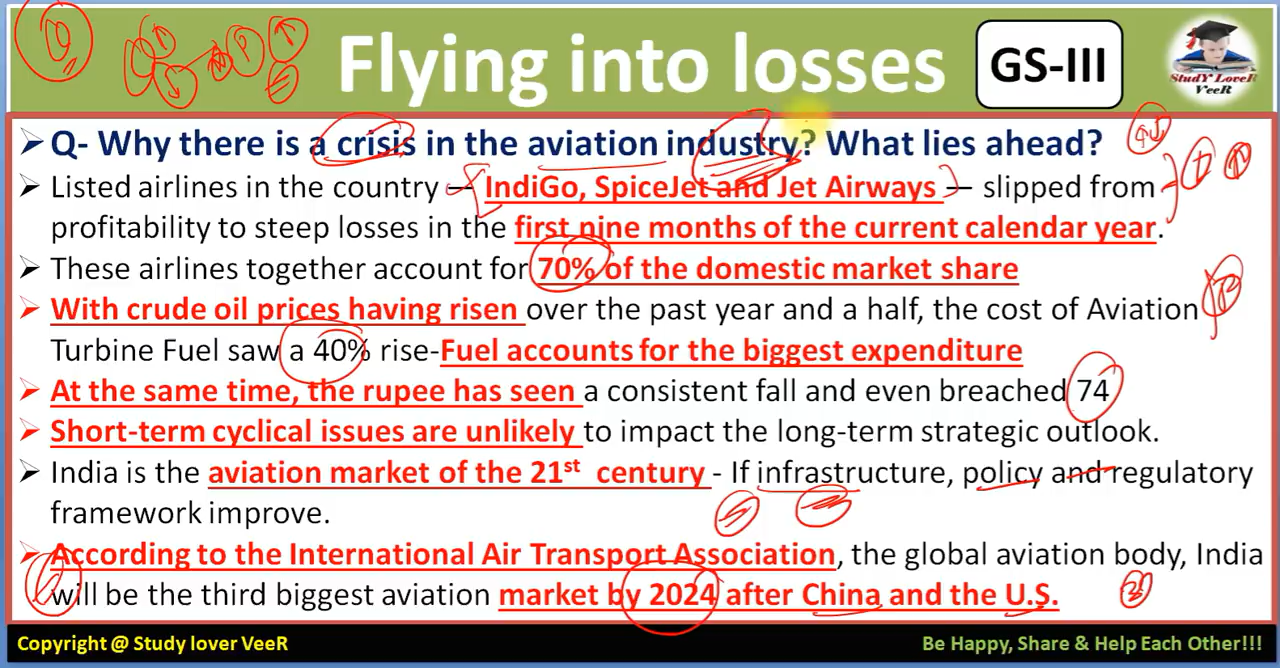 Flying into losses
GS-III
StudY LoveR
VeeR
➢ Q- Why there is a crisis in the aviation industry? What lies ahead?
➢ Listed airlines in the country — IndiGo, SpiceJet and Jet Airways — slipped from
profitability to steep losses in the first nine months of the current calendar year.
➢ These airlines together account for 70% of the domestic market share
➢ With crude oil prices having risen over the past year and a half, the cost of Aviation
Turbine Fuel saw a 40% rise-Fuel accounts for the biggest expenditure
➢ At the same time, the rupee has seen a consistent fall and even breached 74
➢ Short-term cyclical issues are unlikely to impact the long-term strategic outlook.
➢ India is the aviation market of the 21st century - If infrastructure, policy and regulatory
framework improve.
➢ According to the International Air Transport Association, the global aviation body, India
will be the third biggest aviation market by 2024 after China and the U.S.
Copyright @ Study lover VeeR
Be Happy, Share & Help Each Other!!!